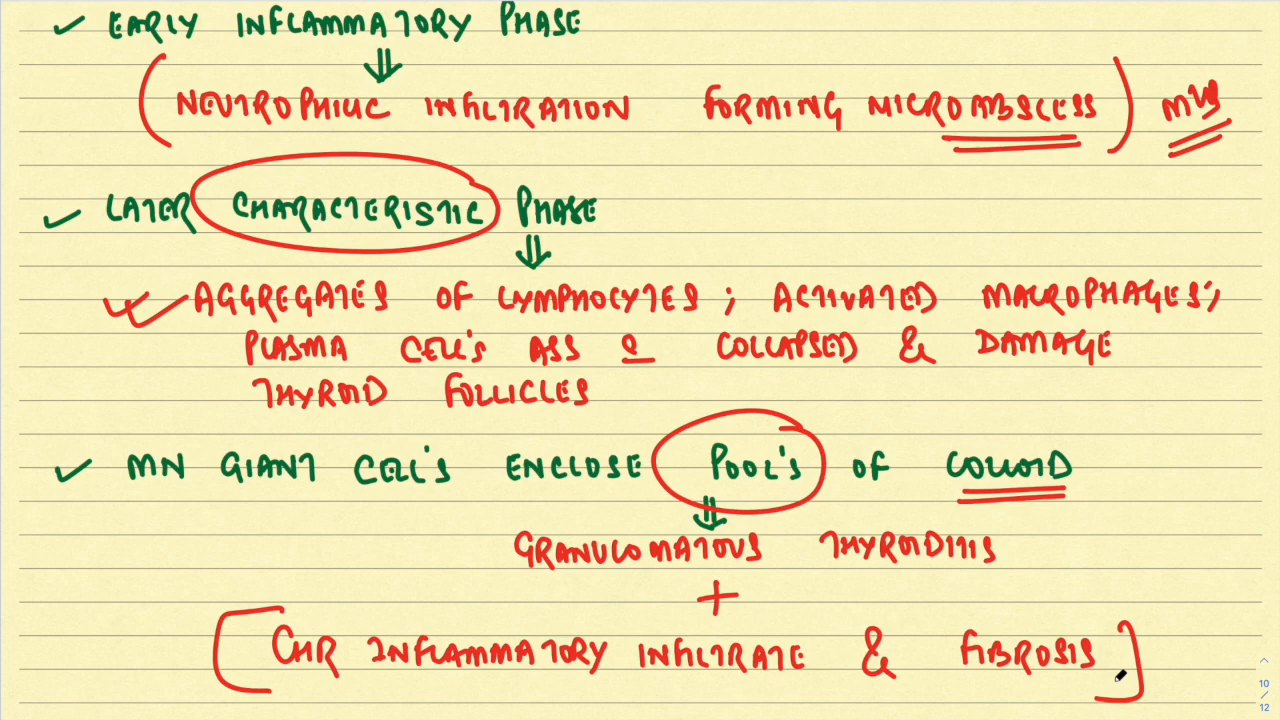 ✓ EARLY INFLAMMATORY PHASE
⇓
(NEUTROPHILIC INFILTRATION FORMING MICROABSCESS)
✓ LATER CHARACTERISTIC PHASE
⇓
✓ AGGREGATES OF LYMPHOCYTES; ACTIVATED MACROPHAGES;
PLASMA CELL'S ASS COLLAPSED & DAMAGE
THYROID FOLLICLES
✓ MN GIANT CELL'S ENCLOSE POOL'S OF COLLOID
⇓
GRANULOMATOUS THYROIDITIS
+
[CHR INFLAMMATORY INFILTRATE & FIBROSIS]
10
/
12